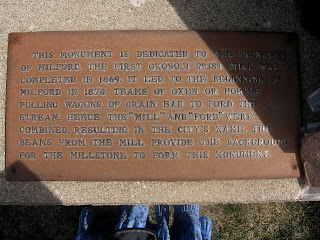 THIS MONUMENT IS DEDICATED TO THE PIONEERS
OF MILFORD. THE FIRST OKOBOJI GRIST MILL WAS
COMPLETED IN 1869. IT LED TO THE BEGINNING OF
MILFORD IN 1870. TEAMS OF OXEN OR HORSES
PULLING WAGONS OF GRAIN HAD TO FORD THE
STREAM. HENCE THE "MILL" AND "FORD" WERE
COMBINED, RESULTING IN THE CITY'S NAME. THE
BEAMS FROM THE MILL PROVIDE THE BACKGROUND
FOR THE MILLSTONE TO FORM THIS MONUMENT.